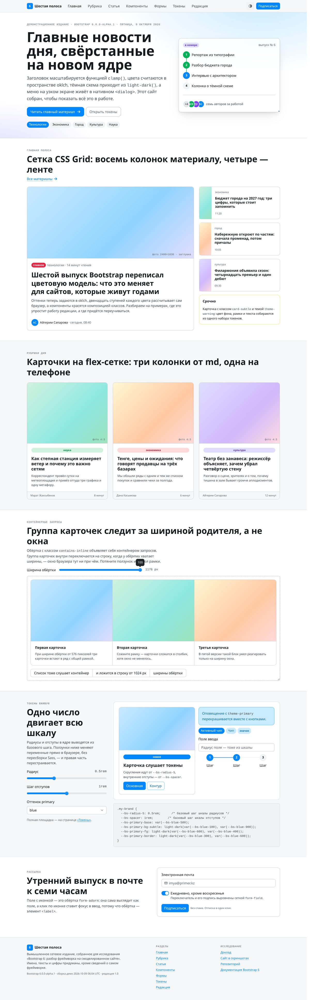 6 Шестая полоса Главная Рубрика Статья Компоненты Формы Токены Редакция Подписаться
ДЕМОНСТРАЦИОННОЕ ИЗДАНИЕ · BOOTSTRAP 6.0.0-ALPHA.1 · ПЯТНИЦА, 9 ОКТЯБРЯ 2026
Главные новости
дня, свёрстанные
на новом ядре
Заголовок масштабируется функцией clamp(), цвета считаются в
пространстве oklch, тёмная схема приходит из light-dark(), а
меню на узком экране живёт в нативном <dialog>. Этот сайт
собран, чтобы показать всё это в работе.
Читать главный материал
Открыть токены
Технологии Экономика Город Культура Наука
в номере выпуск № 6
1 Репортаж из типографии
2 Разбор бюджета города
3 Интервью с архитектором
4 Колонка о тёмной схеме
+4 МЖ ДК АС семь авторов за работой
ГЛАВНАЯ ПОЛОСА
Сетка CSS Grid: восемь колонок материалу, четыре —
ленте
Все материалы
фото 2400×1030 · заглушка
главное технологии · 14 минут чтения
Шестой выпуск Bootstrap переписал
цветовую модель: что это меняет
для сайтов, которые живут годами
Оттенки теперь задаются в oklch, двенадцать ступеней каждого цвета рассчитывает сам
браузер, а компоненты красятся композицией классов. Разбираем на примерах, где это
упростит работу редакции, а где придётся переучиваться.
АС Айгерим Сапарова · сегодня, 08:40
экономика
Бюджет города на 2027 год: три
цифры, которые стоит
запомнить
11:20
город
Набережную откроют по частям:
сначала променад, потом
причалы
10:05
культура
Филармония объявила сезон:
четырнадцать премьер и один
дебют
09:30
Срочно
Карточка с классом card-subtle и темой theme-
warning: цвет фона, рамки и текста собираются
из одного набора токенов.
РУБРИКИ ДНЯ
Карточки на flex-сетке: три колонки от md, одна на
телефоне
фото 4:3
наука
Как степная станция измеряет
ветер и почему это важно
сетям
Корреспондент провёл сутки на
метеоплощадке и привёз оттуда три графика и
одну метафору.
Марат Жаксыбеков 8 минут
фото 4:3
экономика
Тенге, цены и ожидания: что
говорят продавцы на трёх
базарах
Мы обошли ряды с одним и тем же списком
покупок и сравнили чеки за полгода.
Дана Касымова 6 минут
фото 4:3
культура
Театр без занавеса: режиссёр
объясняет, зачем убрал
четвёртую стену
Разговор о сцене, зрителях и о том, почему
тишина в зале бывает громче аплодисментов.
Айгерим Сапарова 12 минут
КОНТЕЙНЕРНЫЕ ЗАПРОСЫ
Группа карточек следит за шириной родителя, а не
окна
Обёртка с классом contains-inline объявляет себя контейнером запросов.
Группа карточек внутри переключается на строку, когда у обёртки хватает
ширины, — окно браузера тут ни при чём. Потяните ползунок рамки.
100
Ширина обёртки 1176 px
Первая карточка
При ширине обёртки от 576 пикселей три
карточки встают в ряд с общей рамкой.
Вторая карточка
Сожмите рамку — карточки сложатся в столбик,
хотя окно не менялось.
Третья карточка
В пятой версии такой блок умел реагировать
только на ширину окна.
Список тоже слушает контейнер и ложится в строку от 1024 px ширины обёртки
ТОКЕНЫ ВЖИВУЮ
Одно число
двигает всю
шкалу
Радиусы и отступы в ядре выводятся из
базового шага. Ползунки ниже меняют
переменные прямо в браузере, без
пересборки Sass, — и правая часть
перестраивается.
Радиус 0.5rem
Шаг отступов 1rem
Оттенок primary
blue
Полная площадка — на странице «Токены».
новое
Карточка слушает токены
Скругления идут от --bs-radius-5,
внутренние отступы — от --bs-spacer.
Основная Контур
Оповещение с theme-primary
перекрашивается вместе с кнопками.
Активный чип Чип значок
Поле ввода
Радиус поля — тоже из шкалы
1 2 3
Шаг Шаг Шаг
.my-brand {
--bs-radius-5: 0.5rem; /* базовый шаг шкалы радиусов */
--bs-spacer: 1rem; /* базовый шаг шкалы отступов */
--bs-primary-base: var(--bs-blue-500);
--bs-primary-bg-subtle: light-dark(var(--bs-blue-100), var(--bs-blue-900));
--bs-primary-fg: light-dark(var(--bs-blue-600), var(--bs-blue-400));
--bs-primary-border: light-dark(var(--bs-blue-300), var(--bs-blue-600));
}
РАССЫЛКА
Утренний выпуск в почте
к семи часам
Поле с иконкой — это обёртка form-adorn: она сама выглядит как
поле, а клик по иконке ставит фокус в ввод, потому что обёртка —
элемент <label>.
Электронная почта
imya@primer.kz
Ежедневно, кроме воскресенья
Переключатель и его подпись выровнены сеткой form-field.
Подписаться Без спама. Отписка в один клик.
6 Шестая полоса
Вымышленное сетевое издание, собранное для исследования
«Bootstrap 6: разбор фреймворка на смоделированном сайте».
Имена, тексты и цифры придуманы, кроме сведений о самом
фреймворке.
Bootstrap 6.0.0-alpha.1 · сборка демо 2026-10-09 06:04 UTC · редакция 1.0
РАЗДЕЛЫ
Главная
Рубрика
Статья
Компоненты
Формы
Токены
Редакция
ИССЛЕДОВАНИЕ
Доклад
Сайт в скриншотах
Репозиторий
Документация Bootstrap 6